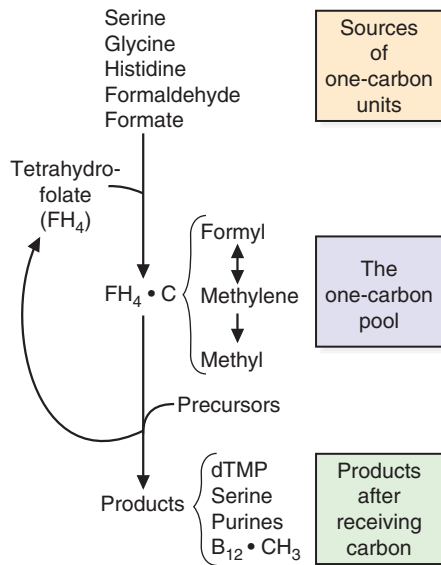 Serine
Glycine
Histidine
Formaldehyde
Formate
Sources
of
one-carbon
units
Tetrahydro-
folate
(FH₄)
FH₄ • C
Formyl
Methylene
Methyl
The
one-carbon
pool
Precursors
Products
dTMP
Serine
Purines
B₁₂ • CH₃
Products
after
receiving
carbon